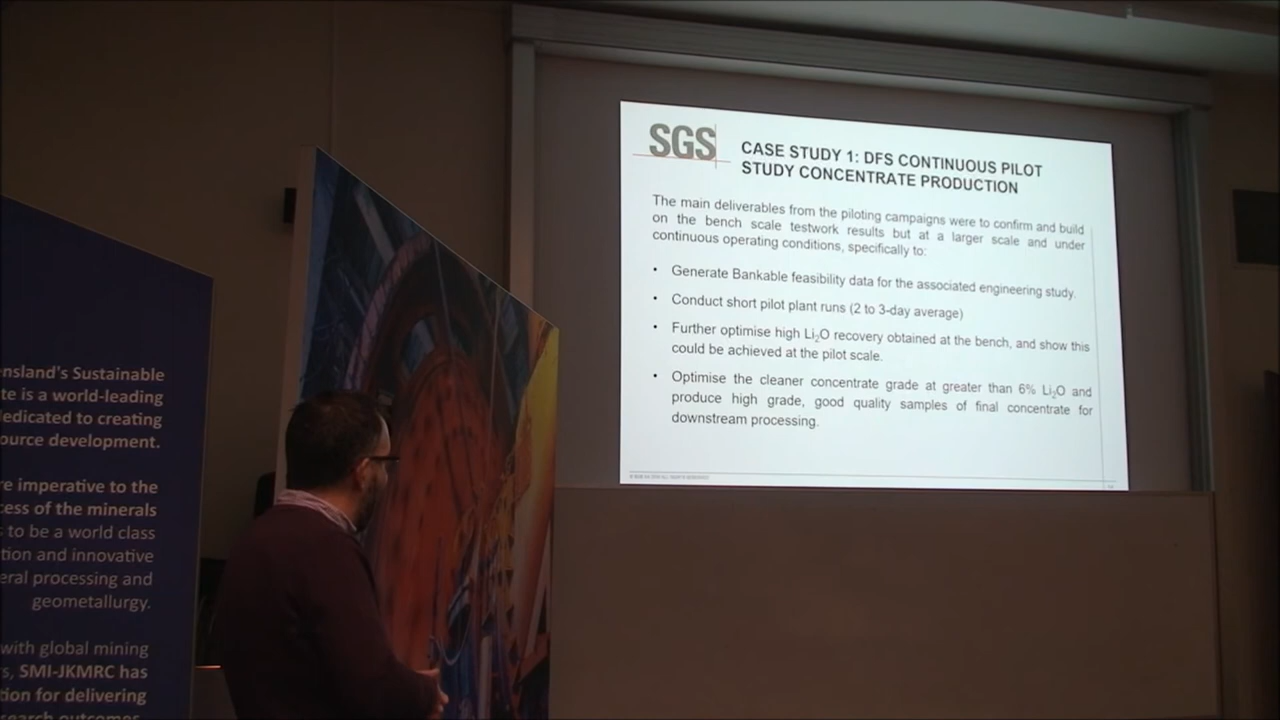 SGS
CASE STUDY 1: DFS CONTINUOUS PILOT
STUDY CONCENTRATE PRODUCTION
The main deliverables from the piloting campaigns were to confirm and build
on the bench scale testwork results but at a larger scale and under
continuous operating conditions, specifically to:
• Generate Bankable feasibility data for the associated engineering study.
• Conduct short pilot plant runs (2 to 3-day average)
• Further optimise high Li₂O recovery obtained at the bench, and show this
could be achieved at the pilot scale.
• Optimise the cleaner concentrate grade at greater than 6% Li₂O and
produce high grade, good quality samples of final concentrate for
downstream processing.
nsland's Sustainable
te is a world-leading
edicated to creating
ource development.
re imperative to the
cess of the minerals
to be a world class
tion and innovative
eral processing and
geometallurgy.
with global mining
s, SMI-JKMRC has
tion for delivering
search outcomes